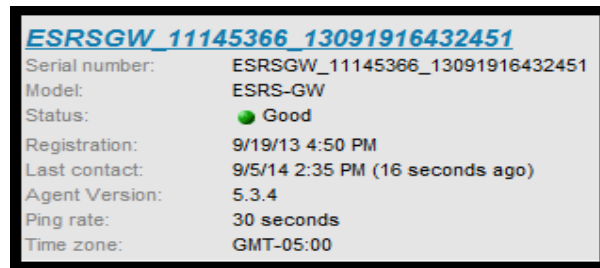 ESRSGW_11145366_13091916432451
Serial number: ESRSGW_11145366_13091916432451
Model: ESRS-GW
Status: Good
Registration: 9/19/13 4:50 PM
Last contact: 9/5/14 2:35 PM (16 seconds ago)
Agent Version: 5.3.4
Ping rate: 30 seconds
Time zone: GMT-05:00